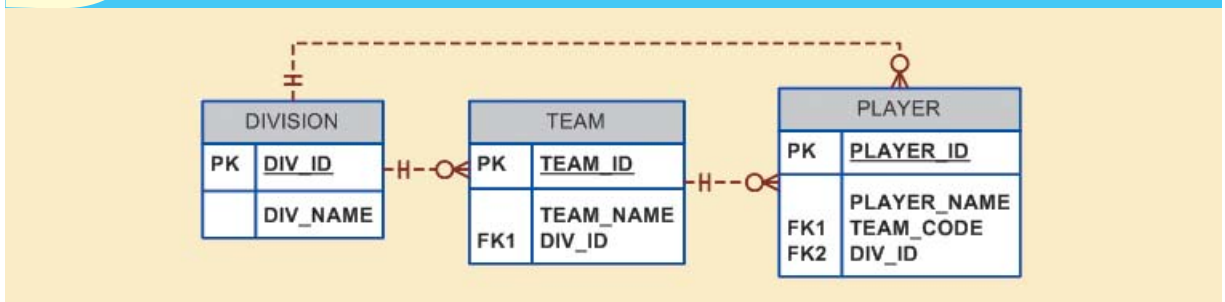 DIVISION
PK DIV_ID
DIV_NAME
TEAM
PK TEAM_ID
TEAM_NAME
FK1 DIV_ID
PLAYER
PK PLAYER_ID
PLAYER_NAME
FK1 TEAM_CODE
FK2 DIV_ID